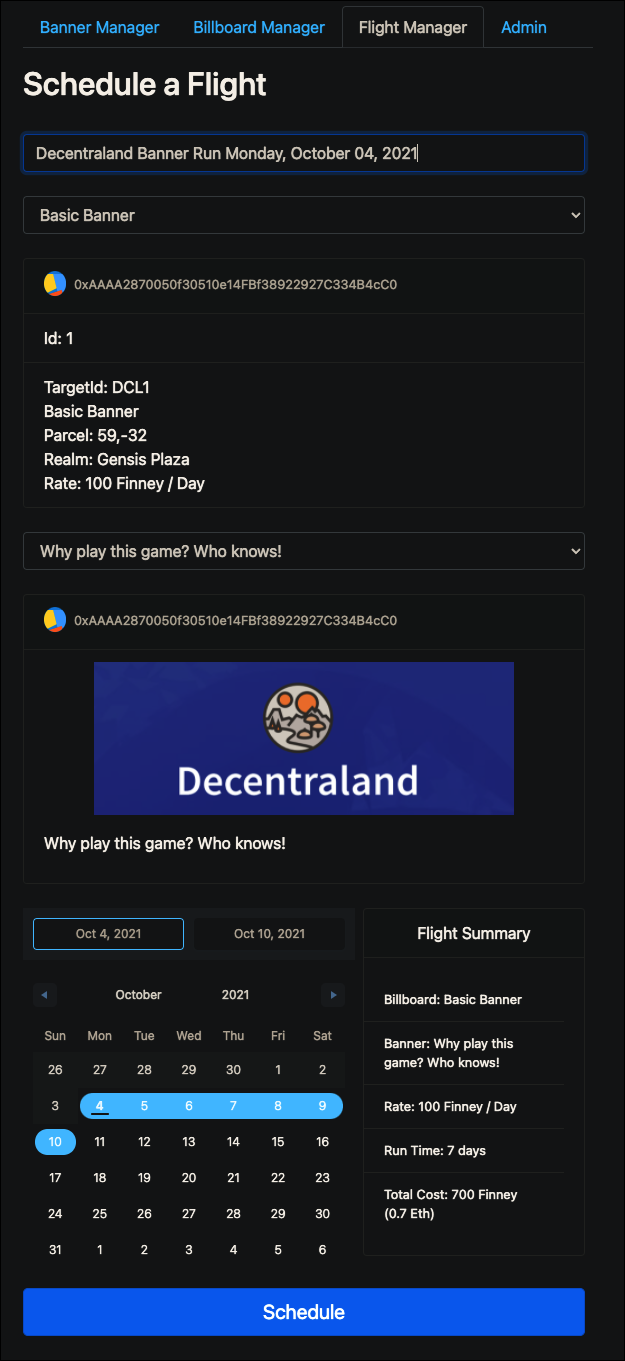 Banner Manager Billboard Manager Flight Manager Admin
Schedule a Flight
Decentraland Banner Run Monday, October 04, 2021
Basic Banner
0xAAAA2870050f30510e14FBf38922927C334B4cC0
Id: 1
TargetId: DCL1
Basic Banner
Parcel: 59,-32
Realm: Gensis Plaza
Rate: 100 Finney / Day
Why play this game? Who knows!
0xAAAA2870050f30510e14FBf38922927C334B4cC0
Decentraland
Why play this game? Who knows!
Oct 4, 2021 Oct 10, 2021
October 2021
Sun Mon Tue Wed Thu Fri Sat
26 27 28 29 30 1 2
3 4 5 6 7 8 9
10 11 12 13 14 15 16
17 18 19 20 21 22 23
24 25 26 27 28 29 30
31 1 2 3 4 5 6
Flight Summary
Billboard: Basic Banner
Banner: Why play this
game? Who knows!
Rate: 100 Finney / Day
Run Time: 7 days
Total Cost: 700 Finney
(0.7 Eth)
Schedule